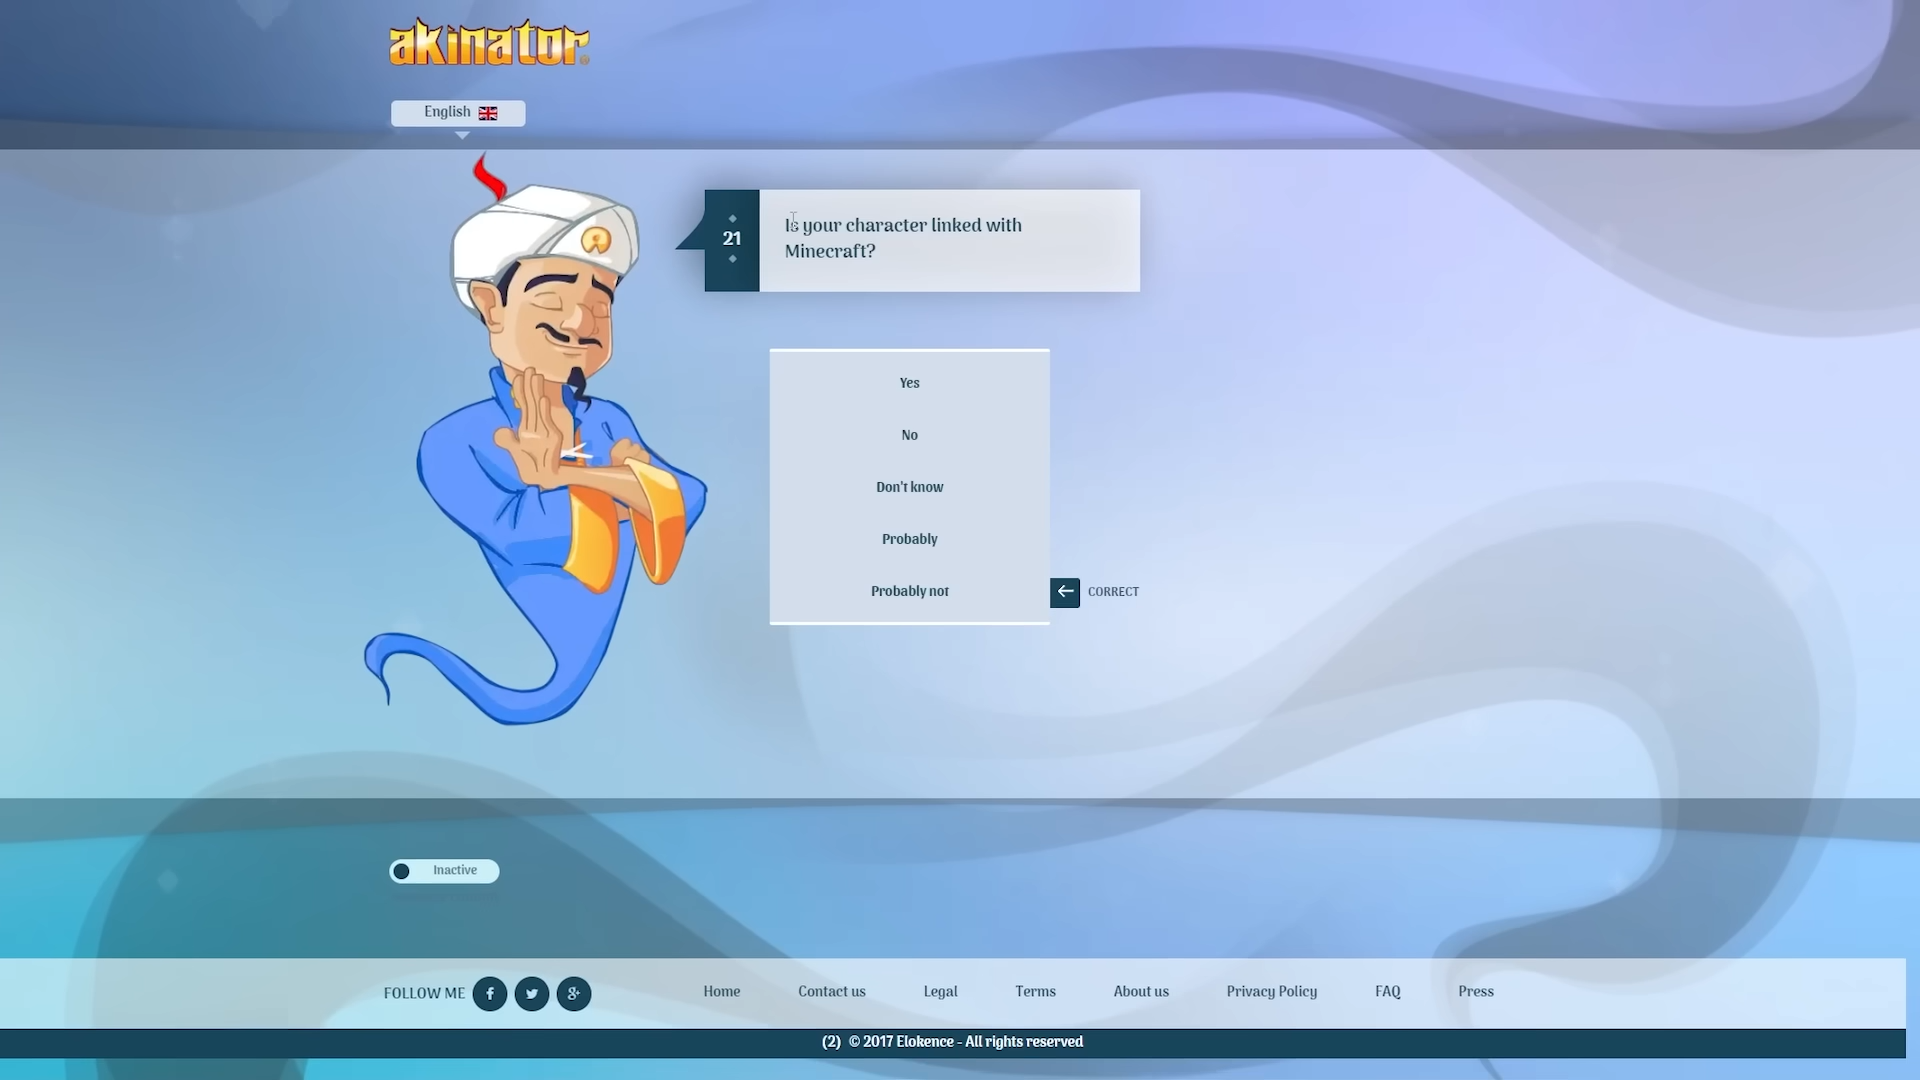 akinator
English
21
Is your character linked with
Minecraft?
Yes
No
Don't know
Probably
Probably not
CORRECT
Inactive
FOLLOW ME
Home
Contact us
Legal
Terms
About us
Privacy Policy
FAQ
Press
(2) © 2017 Elokence - All rights reserved